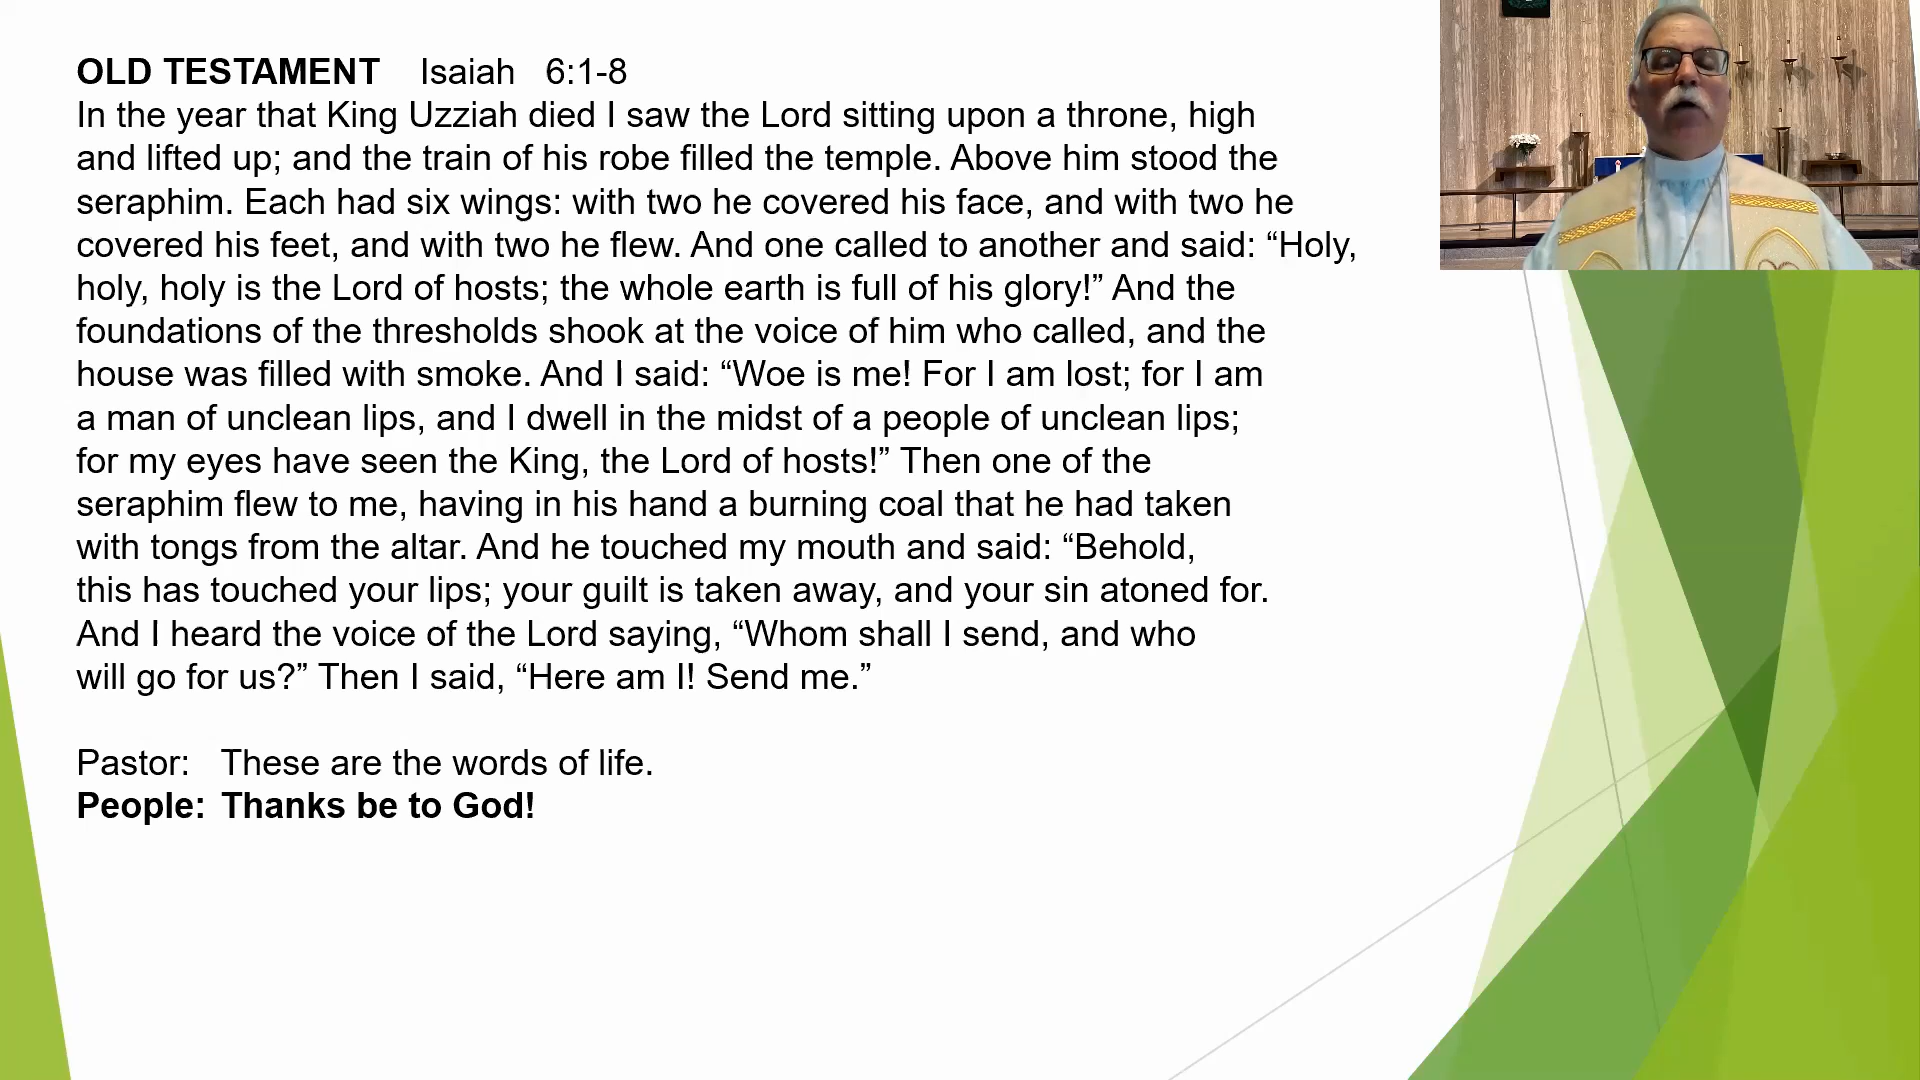 OLD TESTAMENT Isaiah 6:1-8
In the year that King Uzziah died I saw the Lord sitting upon a throne, high
and lifted up; and the train of his robe filled the temple. Above him stood the
seraphim. Each had six wings: with two he covered his face, and with two he
covered his feet, and with two he flew. And one called to another and said: “Holy,
holy, holy is the Lord of hosts; the whole earth is full of his glory!” And the
foundations of the thresholds shook at the voice of him who called, and the
house was filled with smoke. And I said: “Woe is me! For I am lost; for I am
a man of unclean lips, and I dwell in the midst of a people of unclean lips;
for my eyes have seen the King, the Lord of hosts!” Then one of the
seraphim flew to me, having in his hand a burning coal that he had taken
with tongs from the altar. And he touched my mouth and said: “Behold,
this has touched your lips; your guilt is taken away, and your sin atoned for.
And I heard the voice of the Lord saying, “Whom shall I send, and who
will go for us?” Then I said, “Here am I! Send me.”
Pastor: These are the words of life.
People: Thanks be to God!